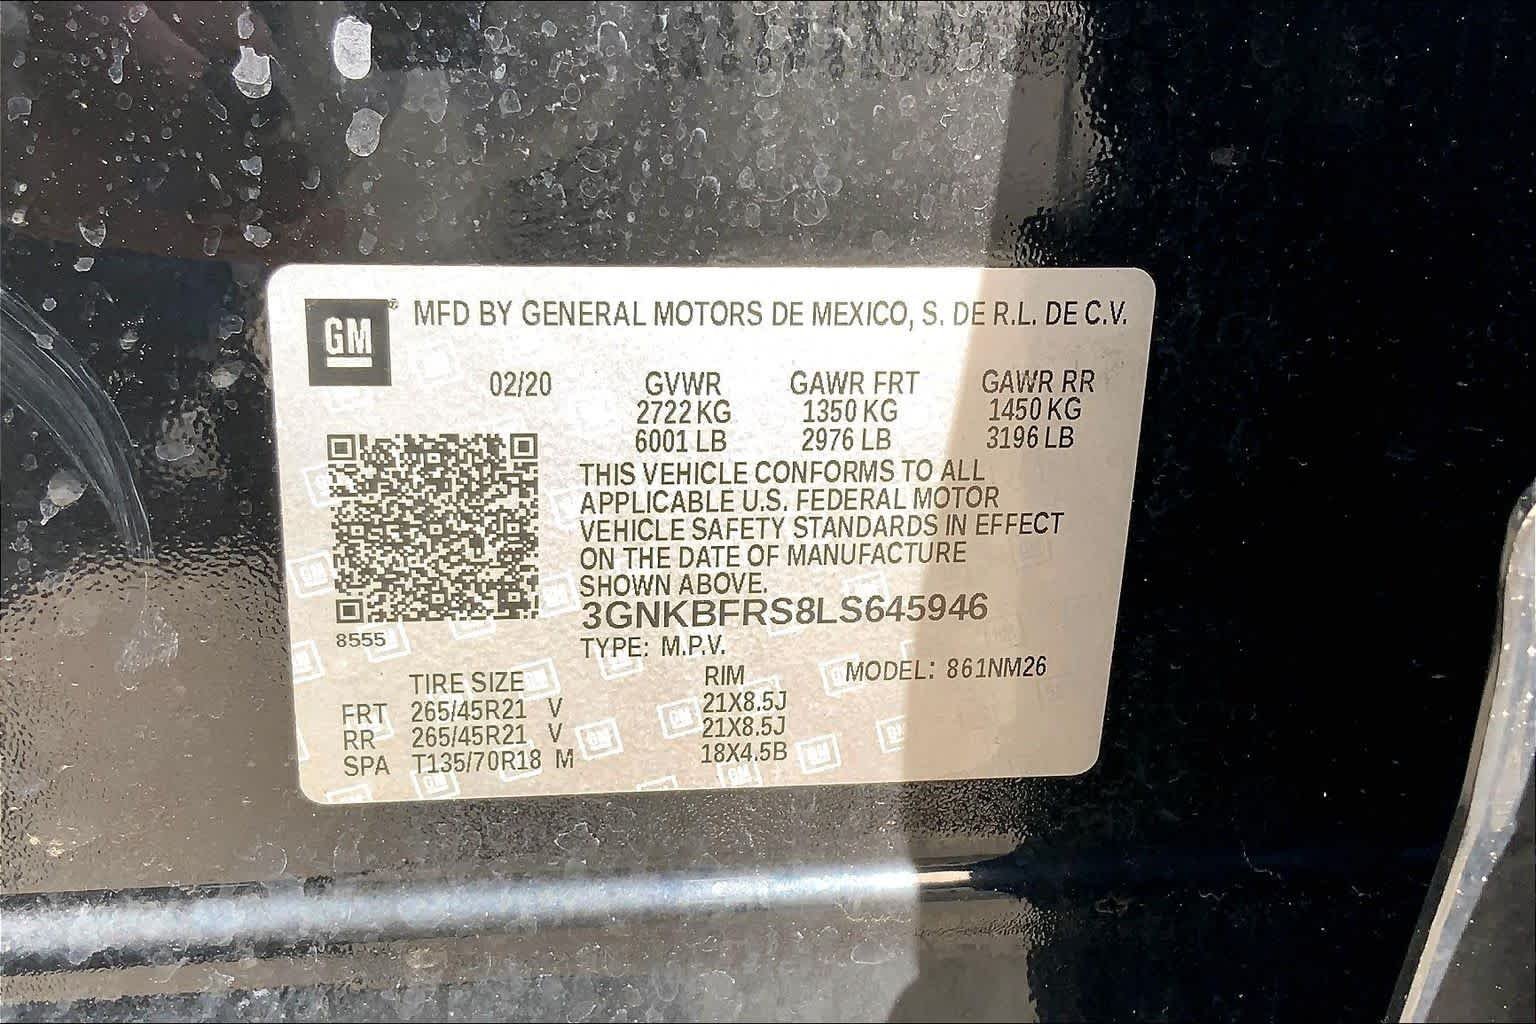 GM ® MFD BY GENERAL MOTORS DE MEXICO, S. DE R.L. DE C.V.
02/20 GVWR GAWR FRT GAWR RR
2722 KG 1350 KG 1450 KG
6001 LB 2976 LB 3196 LB
THIS VEHICLE CONFORMS TO ALL
APPLICABLE U.S. FEDERAL MOTOR
VEHICLE SAFETY STANDARDS IN EFFECT
ON THE DATE OF MANUFACTURE
SHOWN ABOVE.
3GNKBFRS8LS645946
8555
TYPE: M.P.V.
MODEL: 861NM26
TIRE SIZE RIM
FRT 265/45R21 V 21X8.5J
RR 265/45R21 V 21X8.5J
SPA T135/70R18 M 18X4.5B